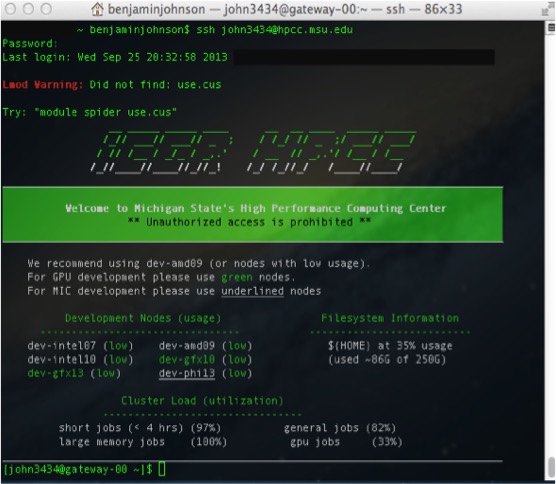 benjaminjohnson — john3434@gateway-00:~ — ssh — 86×33
~ benjaminjohnson$ ssh john3434@hpcc.msu.edu
Password:
Last login: Wed Sep 25 20:32:58 2013
Lmod Warning: Did not find: use.cus
Try: "module spider use.cus"
ICER HPCC
Welcome to Michigan State's High Performance Computing Center
** Unauthorized access is prohibited **
We recommend using dev-amd09 (or nodes with low usage).
For GPU development please use green nodes.
For MIC development please use underlined nodes
Development Nodes (usage) Filesystem Information
dev-intel07 (low) dev-amd09 (low) $(HOME) at 35% usage
dev-intel10 (low) dev-gfx10 (low) (used ~86G of 250G)
dev-gfx13 (low) dev-phi13 (low)
Cluster Load (utilization)
short jobs (< 4 hrs) (97%) general jobs (82%)
large memory jobs (100%) gpu jobs (33%)
[john3434@gateway-00 ~]$